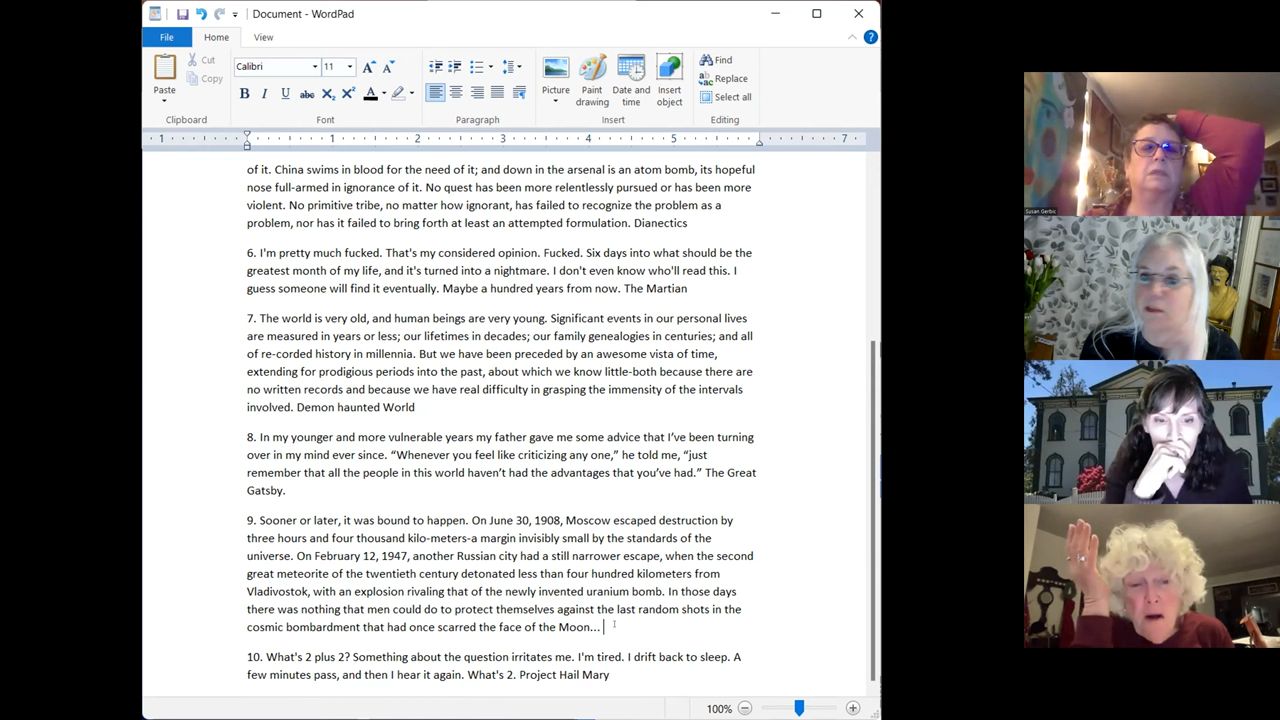 Document - WordPad
File Home View
Cut
Copy
Paste
Clipboard
Calibri 11
Font
Paragraph
Picture
Paint drawing
Date and time
Insert object
Insert
Find
Replace
Select all
Editing
1 1 2 3 4 5 7
of it. China swims in blood for the need of it; and down in the arsenal is an atom bomb, its hopeful
nose full-armed in ignorance of it. No quest has been more relentlessly pursued or has been more
violent. No primitive tribe, no matter how ignorant, has failed to recognize the problem as a
problem, nor has it failed to bring forth at least an attempted formulation. Dianectics
6. I'm pretty much fucked. That's my considered opinion. Fucked. Six days into what should be the
greatest month of my life, and it's turned into a nightmare. I don't even know who'll read this. I
guess someone will find it eventually. Maybe a hundred years from now. The Martian
7. The world is very old, and human beings are very young. Significant events in our personal lives
are measured in years or less; our lifetimes in decades; our family genealogies in centuries; and all
of re-corded history in millennia. But we have been preceded by an awesome vista of time,
extending for prodigious periods into the past, about which we know little-both because there are
no written records and because we have real difficulty in grasping the immensity of the intervals
involved. Demon haunted World
8. In my younger and more vulnerable years my father gave me some advice that I’ve been turning
over in my mind ever since. “Whenever you feel like criticizing any one,” he told me, “just
remember that all the people in this world haven’t had the advantages that you’ve had.” The Great
Gatsby.
9. Sooner or later, it was bound to happen. On June 30, 1908, Moscow escaped destruction by
three hours and four thousand kilo-meters-a margin invisibly small by the standards of the
universe. On February 12, 1947, another Russian city had a still narrower escape, when the second
great meteorite of the twentieth century detonated less than four hundred kilometers from
Vladivostok, with an explosion rivaling that of the newly invented uranium bomb. In those days
there was nothing that men could do to protect themselves against the last random shots in the
cosmic bombardment that had once scarred the face of the Moon...
10. What's 2 plus 2? Something about the question irritates me. I'm tired. I drift back to sleep. A
few minutes pass, and then I hear it again. What's 2. Project Hail Mary
100%
Susan Gerbic